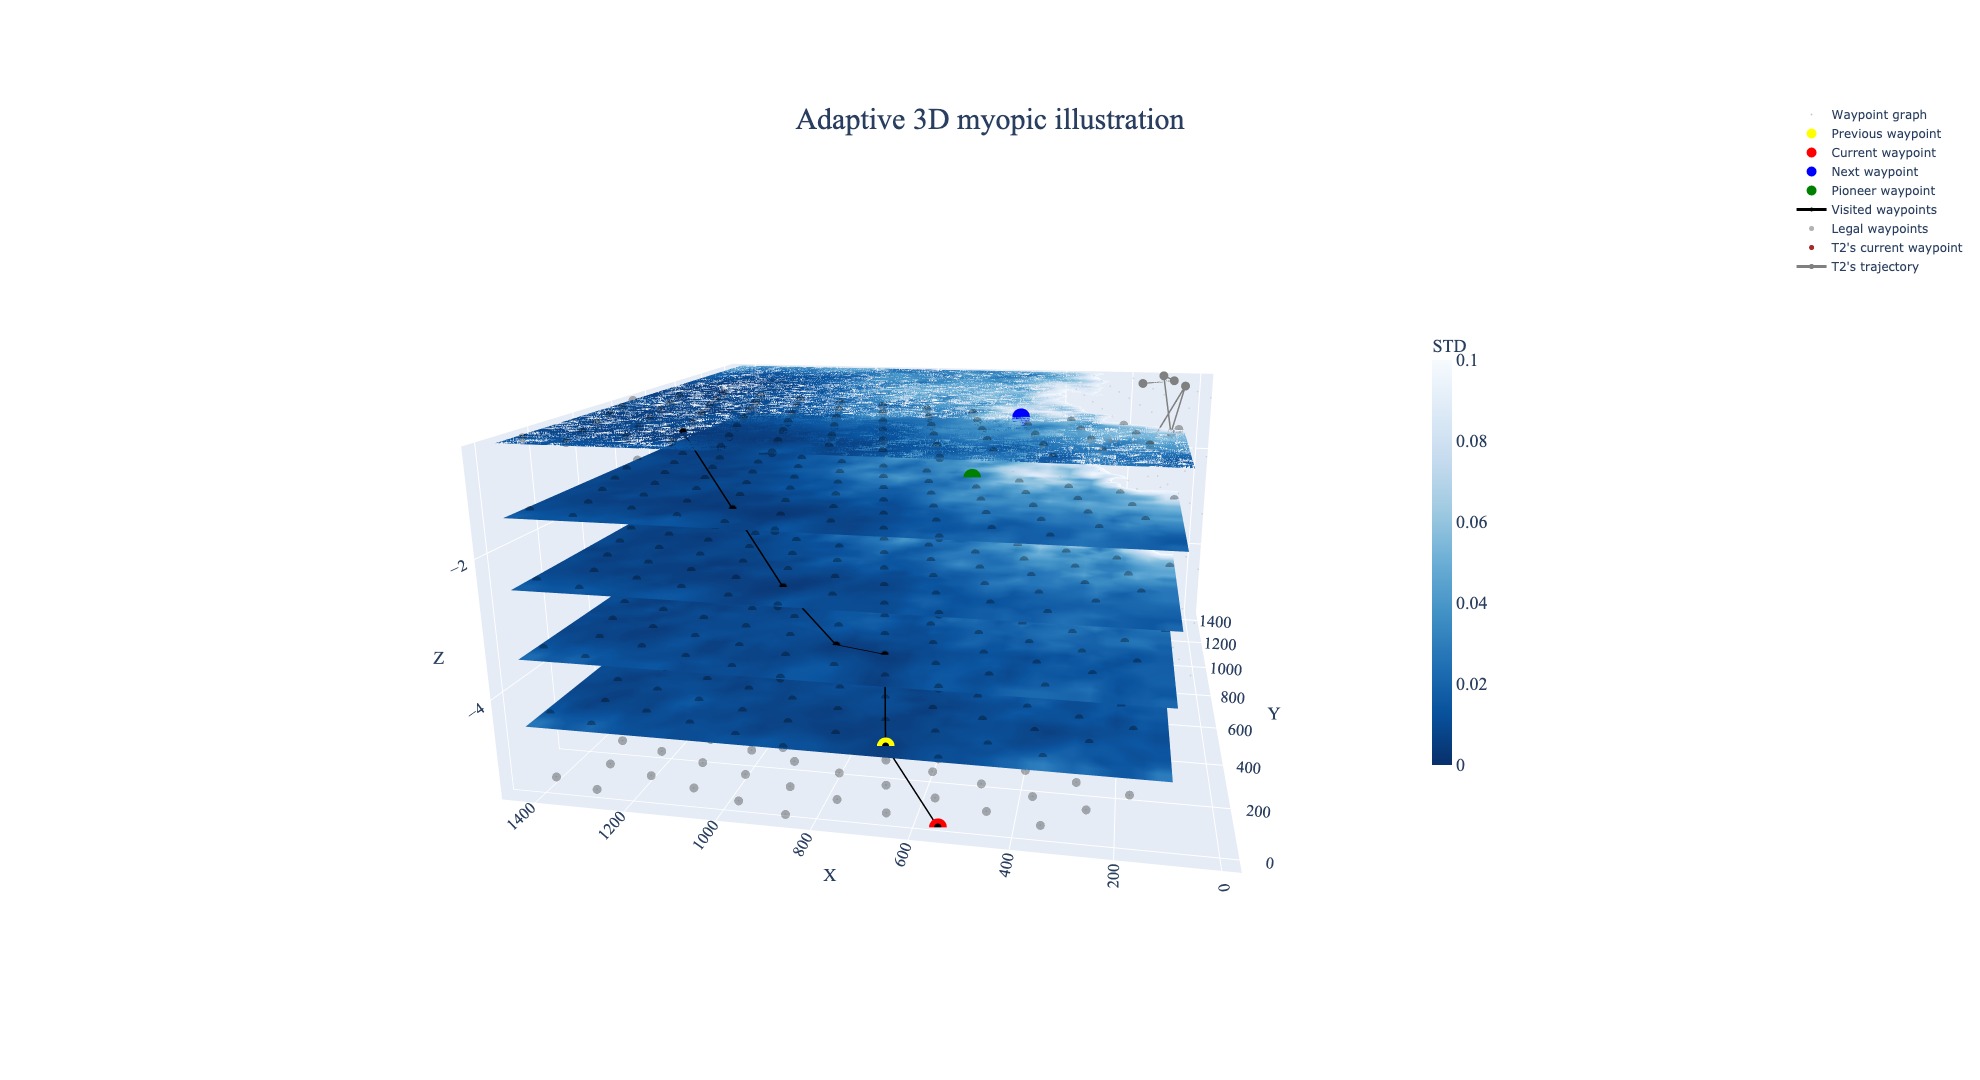 Adaptive 3D myopic illustration
Waypoint graph
Previous waypoint
Current waypoint
Next waypoint
Pioneer waypoint
Visited waypoints
Legal waypoints
T2's current waypoint
T2's trajectory
STD
0.1
0.08
0.06
0.04
0.02
0
−2
−4
Z
1400
1200
1000
800
600
400
200
0
X
1400
1200
1000
800
600
400
200
0
Y